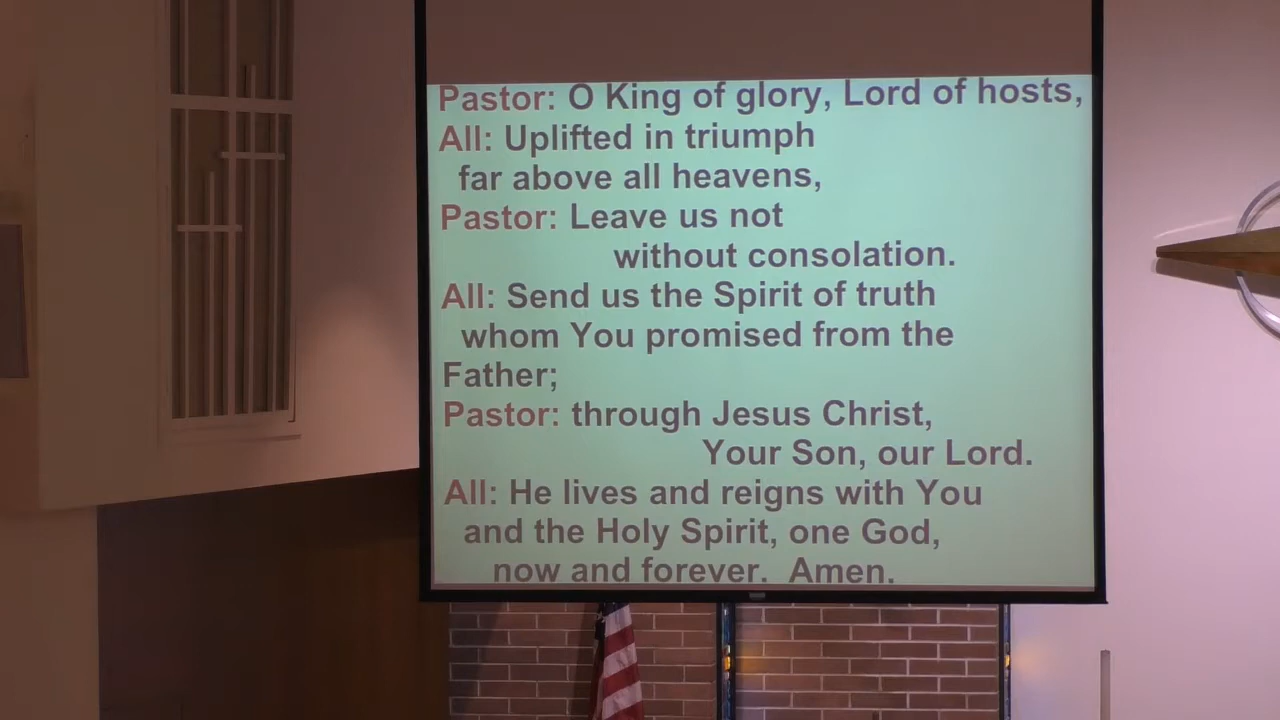 Pastor: O King of glory, Lord of hosts,
All: Uplifted in triumph
far above all heavens,
Pastor: Leave us not
without consolation.
All: Send us the Spirit of truth
whom You promised from the
Father;
Pastor: through Jesus Christ,
Your Son, our Lord.
All: He lives and reigns with You
and the Holy Spirit, one God,
now and forever.  Amen.